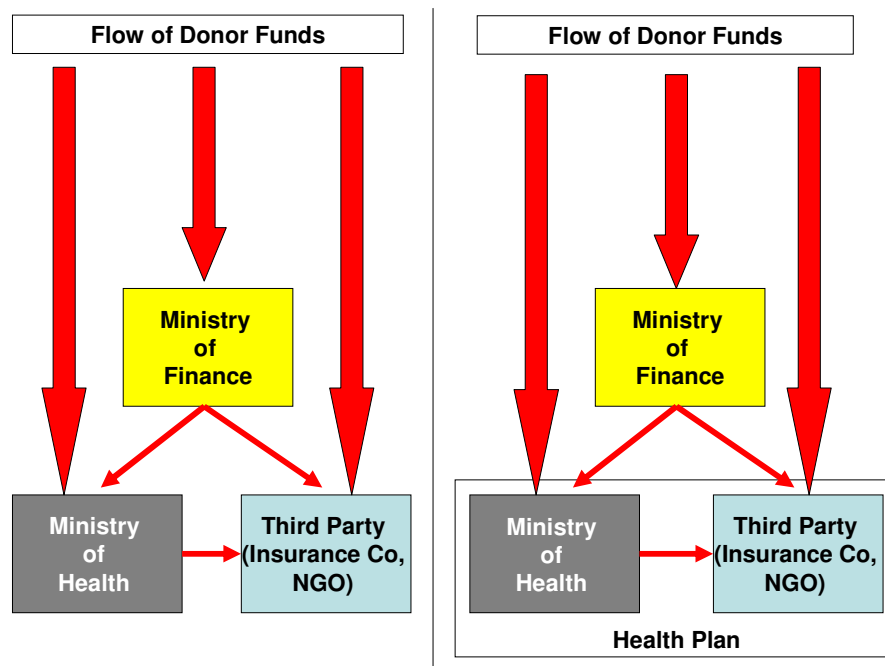 Flow of Donor Funds
Ministry
of
Finance
Ministry
of
Health
Third Party
(Insurance Co,
NGO)
Flow of Donor Funds
Ministry
of
Finance
Ministry
of
Health
Third Party
(Insurance Co,
NGO)
Health Plan